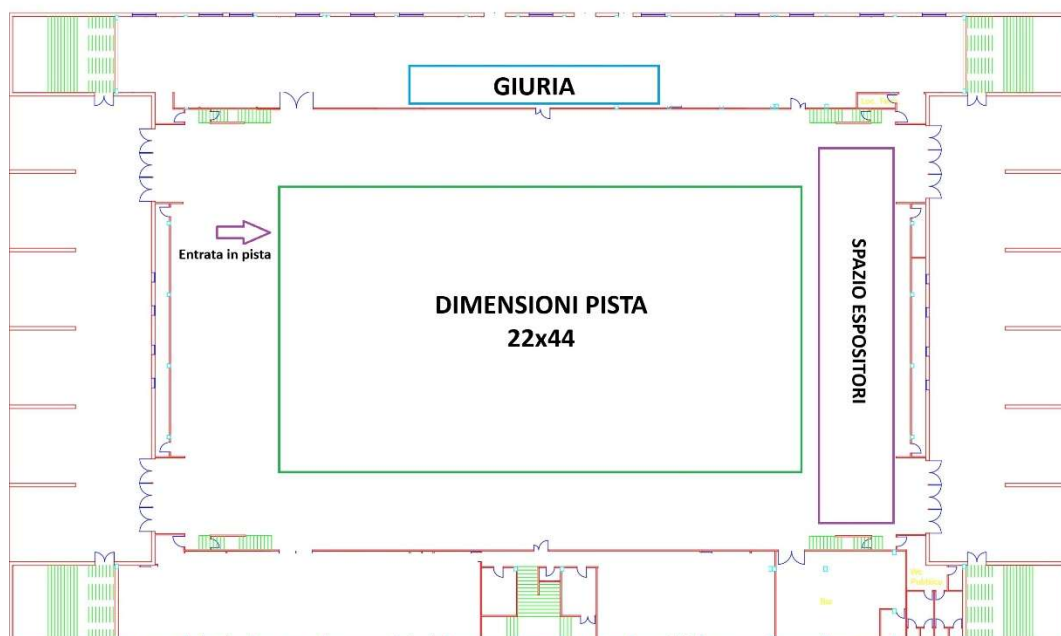 GIURIA
Entrata in pista
DIMENSIONI PISTA
22x44
SPAZIO ESPOSITORI